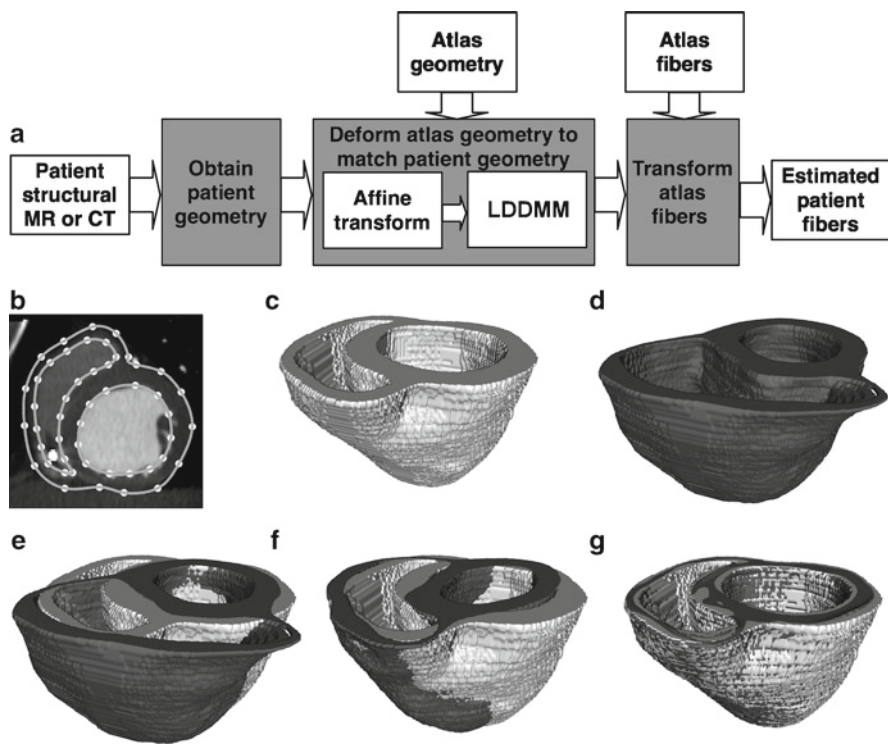 Atlas
geometry
Atlas
fibers
a
Patient
structural
MR or CT
Obtain
patient
geometry
Deform atlas geometry to
match patient geometry
Affine
transform
LDDMM
Transform
atlas
fibers
Estimated
patient
fibers
b
c
d
e
f
g